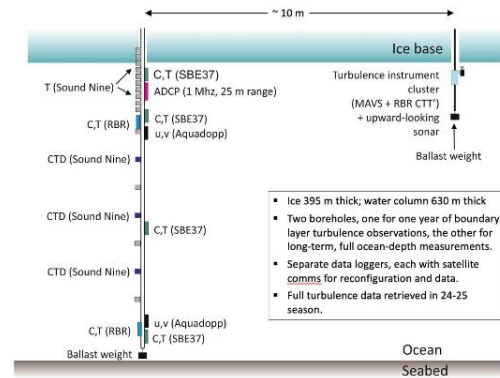 ~ 10 m
Ice base
T (Sound Nine)
C,T (SBE37)
ADCP (1 Mhz, 25 m range)
C,T (RBR)
C,T (SBE37)
u,v (Aquadopp)
CTD (Sound Nine)
CTD (Sound Nine)
C,T (SBE37)
CTD (Sound Nine)
C,T (RBR)
u,v (Aquadopp)
C,T (SBE37)
Ballast weight
Turbulence instrument
cluster
(MAVS + RBR CTT')
+ upward-looking
sonar
Ballast weight
▪ Ice 395 m thick; water column 630 m thick
▪ Two boreholes, one for one year of boundary
layer turbulence observations, the other for
long-term, full ocean-depth measurements.
▪ Separate data loggers, each with satellite
comms for reconfiguration and data.
▪ Full turbulence data retrieved in 24-25
season.
Ocean
Seabed